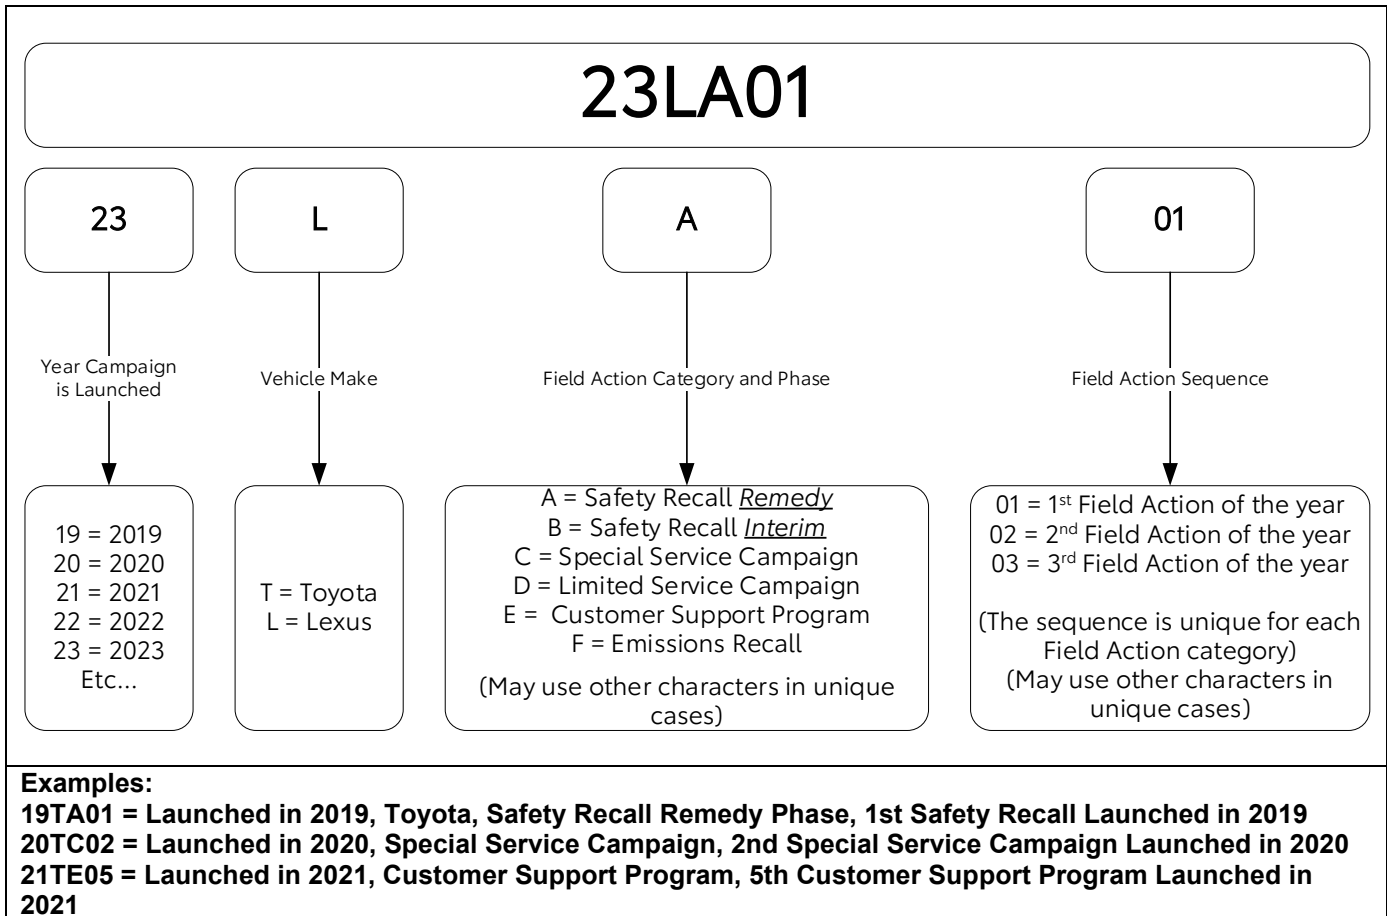 23LA01
23
L
A
01
Year Campaign
is Launched
Vehicle Make
Field Action Category and Phase
Field Action Sequence
19 = 2019
20 = 2020
21 = 2021
22 = 2022
23 = 2023
Etc...
T = Toyota
L = Lexus
A = Safety Recall Remedy
B = Safety Recall Interim
C = Special Service Campaign
D = Limited Service Campaign
E =  Customer Support Program
F = Emissions Recall
(May use other characters in unique
cases)
01 = 1st Field Action of the year
02 = 2nd Field Action of the year
03 = 3rd Field Action of the year
(The sequence is unique for each
Field Action category)
(May use other characters in
unique cases)
Examples:
19TA01 = Launched in 2019, Toyota, Safety Recall Remedy Phase, 1st Safety Recall Launched in 2019
20TC02 = Launched in 2020, Special Service Campaign, 2nd Special Service Campaign Launched in 2020
21TE05 = Launched in 2021, Customer Support Program, 5th Customer Support Program Launched in
2021